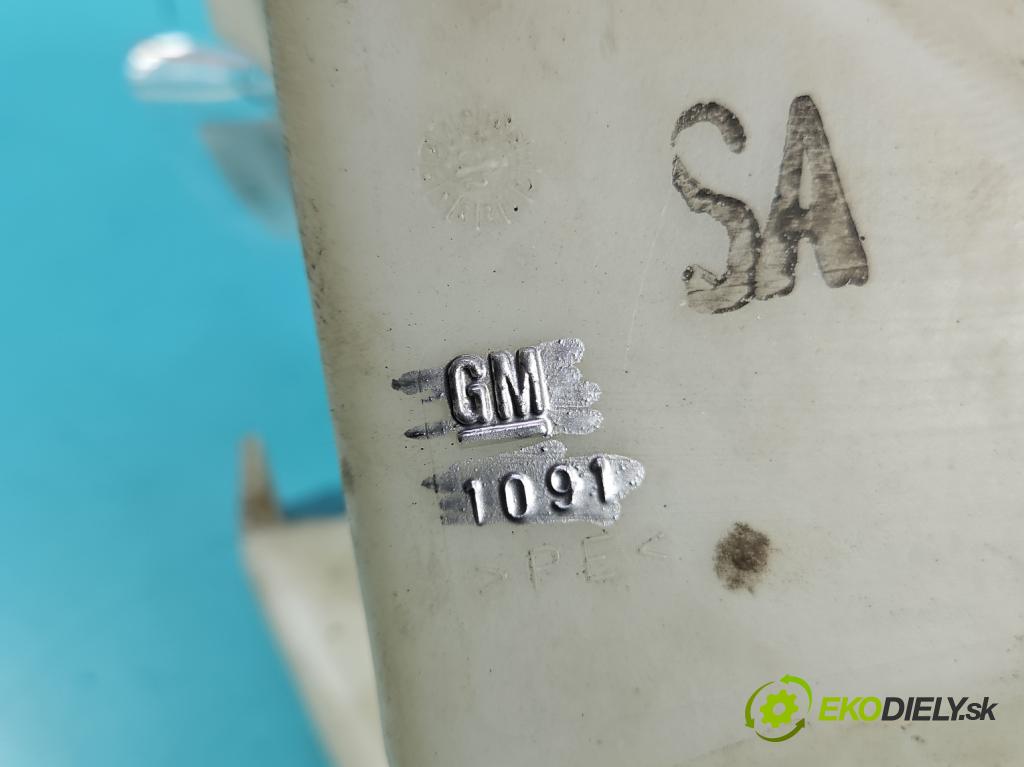 SA
GM
1091
>PE<
EKODIELY.sk